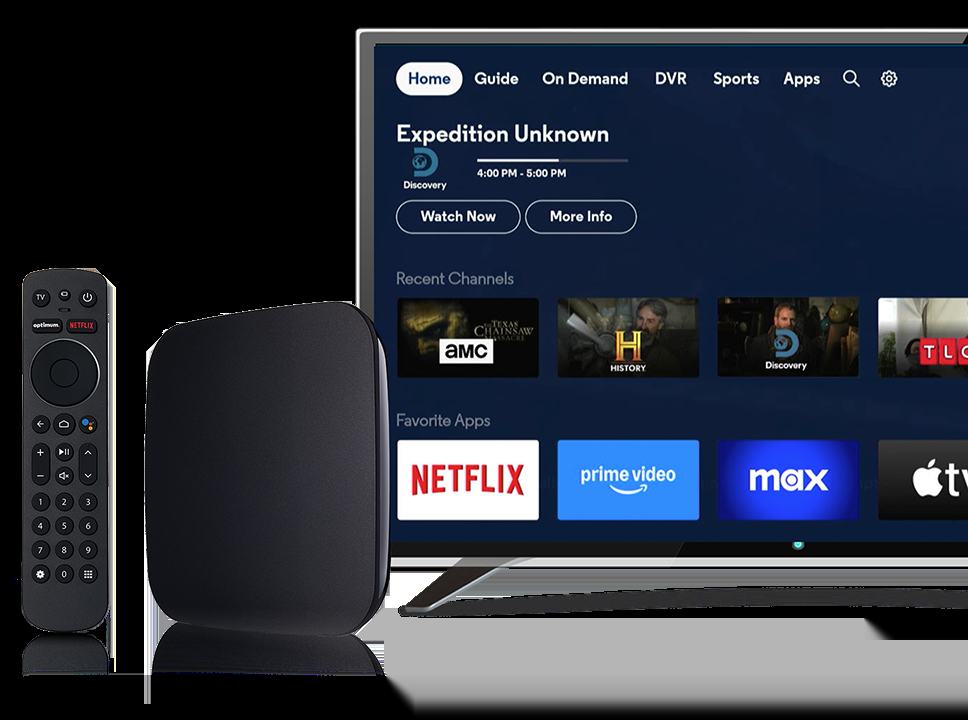 Home Guide On Demand DVR Sports Apps
Expedition Unknown
Discovery
4:00 PM - 5:00 PM
Watch Now More Info
Recent Channels
THE TEXAS
CHAINSAW
MASSACRE
AMC
H
HISTORY
Discovery
TLC
Favorite Apps
NETFLIX
prime video
max
tv
TV
optimum. NETFLIX
+
-
1 2 3
4 5 6
7 8 9
0